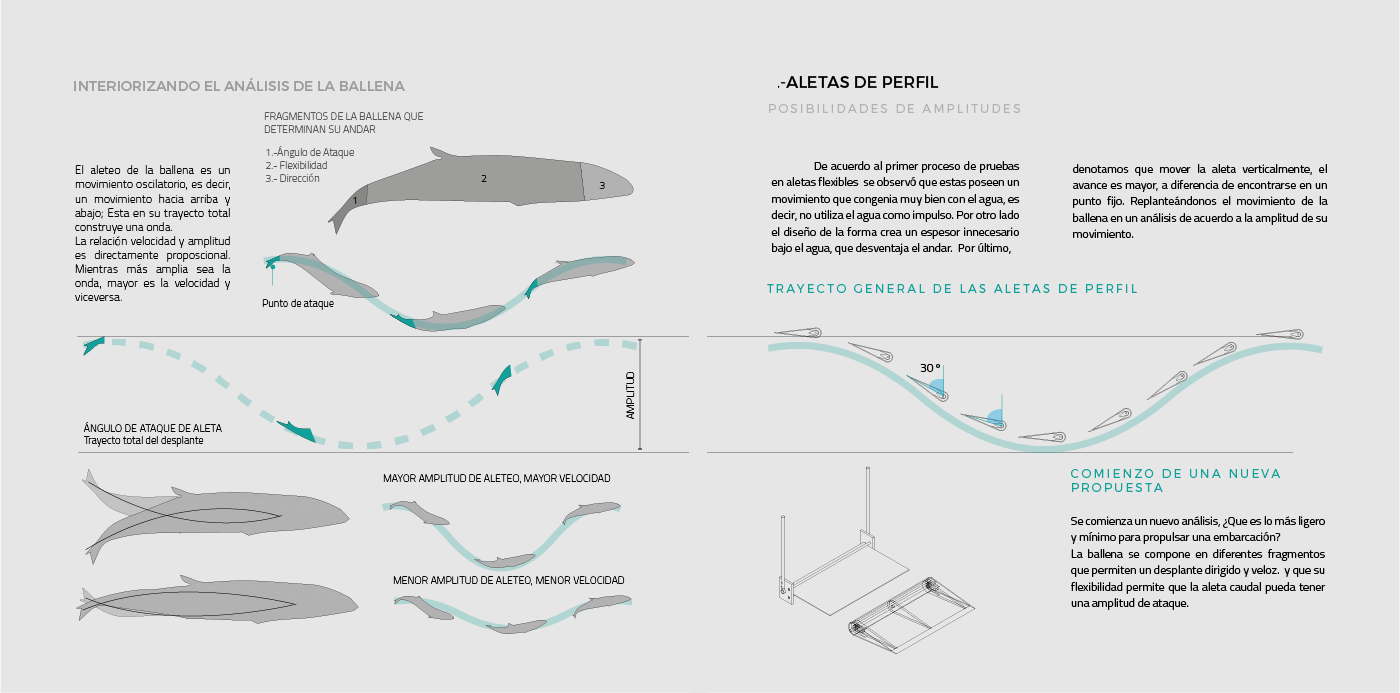 INTERIORIZANDO EL ANÁLISIS DE LA BALLENA
FRAGMENTOS DE LA BALLENA QUE
DETERMINAN SU ANDAR
1.-Ángulo de Ataque
2.- Flexibilidad
3.- Dirección
1
2
3
El aleteo de la ballena es un
movimiento oscilatorio, es decir,
un movimiento hacia arriba y
abajo; Esta en su trayecto total
construye una onda.
La relación velocidad y amplitud
es directamente proposcional.
Mientras más amplia sea la
onda, mayor es la velocidad y
viceversa.
Punto de ataque
AMPLITUD
ÁNGULO DE ATAQUE DE ALETA
Trayecto total del desplante
MAYOR AMPLITUD DE ALETEO, MAYOR VELOCIDAD
MENOR AMPLITUD DE ALETEO, MENOR VELOCIDAD
.-ALETAS DE PERFIL
POSIBILIDADES DE AMPLITUDES
De acuerdo al primer proceso de pruebas
en aletas flexibles se observó que estas poseen un
movimiento que congenia muy bien con el agua, es
decir, no utiliza el agua como impulso. Por otro lado
el diseño de la forma crea un espesor innecesario
bajo el agua, que desventaja el andar. Por último,
denotamos que mover la aleta verticalmente, el
avance es mayor, a diferencia de encontrarse en un
punto fijo. Replanteándonos el movimiento de la
ballena en un análisis de acuerdo a la amplitud de su
movimiento.
TRAYECTO GENERAL DE LAS ALETAS DE PERFIL
30°
COMIENZO DE UNA NUEVA
PROPUESTA
Se comienza un nuevo análisis, ¿Que es lo más ligero
y mínimo para propulsar una embarcación?
La ballena se compone en diferentes fragmentos
que permiten un desplante dirigido y veloz. y que su
flexibilidad permite que la aleta caudal pueda tener
una amplitud de ataque.